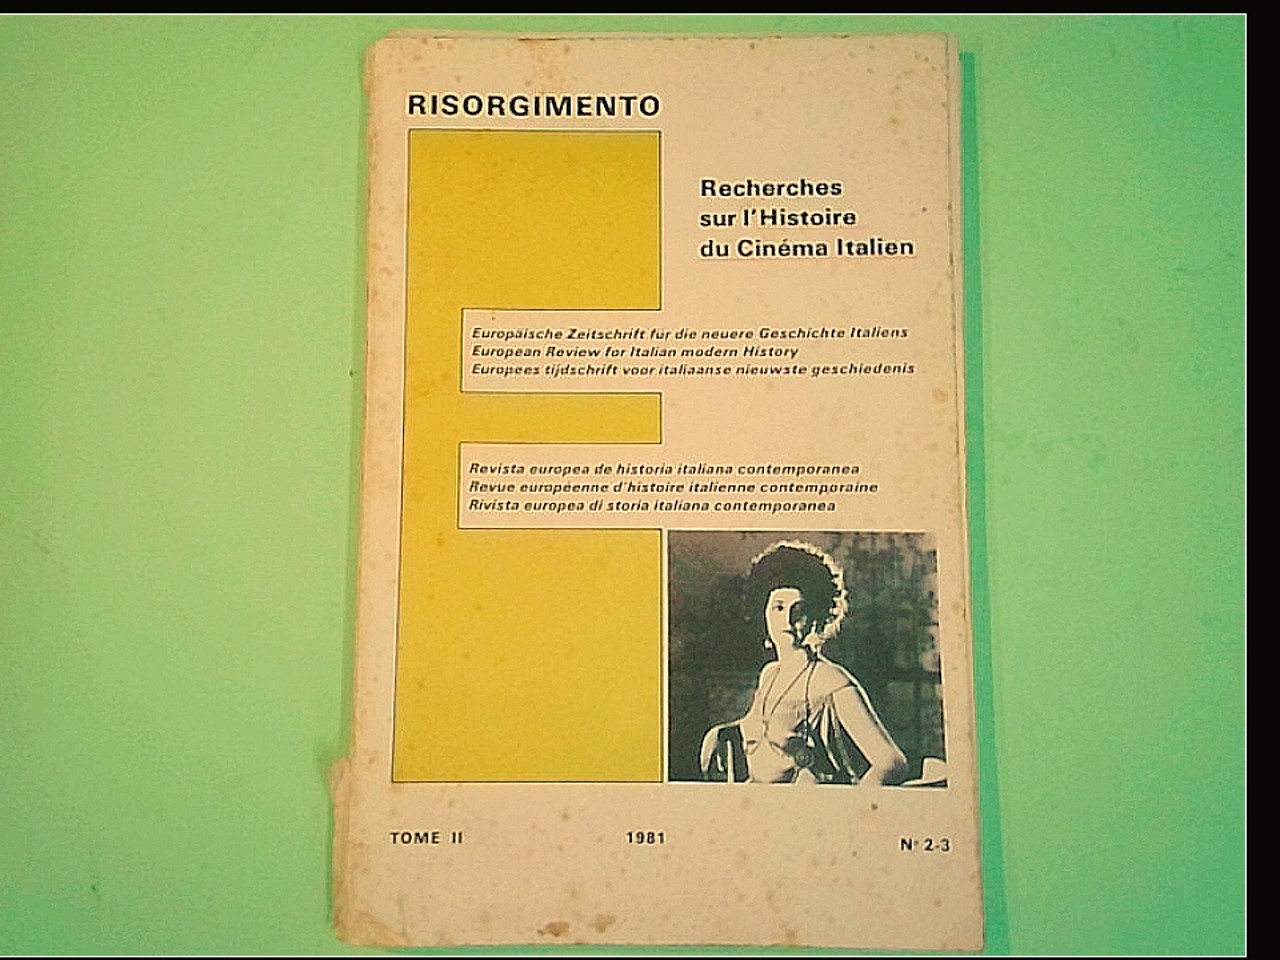 RISORGIMENTO
Recherches
sur l'Histoire
du Cinéma Italien
Europäische Zeitschrift für die neuere Geschichte Italiens
European Review for Italian modern History
Europees tijdschrift voor italiaanse nieuwste geschiedenis
Revista europea de historia italiana contemporanea
Revue européenne d'histoire italienne contemporaine
Rivista europea di storia italiana contemporanea
TOME II 1981 N° 2-3